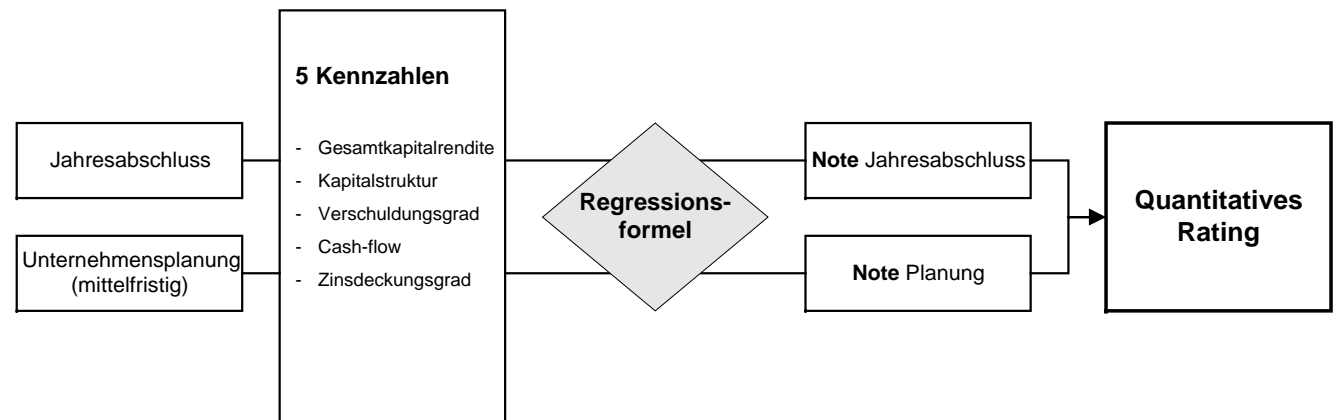 Jahresabschluss
Unternehmensplanung
(mittelfristig)
5 Kennzahlen
- Gesamtkapitalrendite
- Kapitalstruktur
- Verschuldungsgrad
- Cash-flow
- Zinsdeckungsgrad
Regressions-
formel
Note Jahresabschluss
Note Planung
Quantitatives
Rating